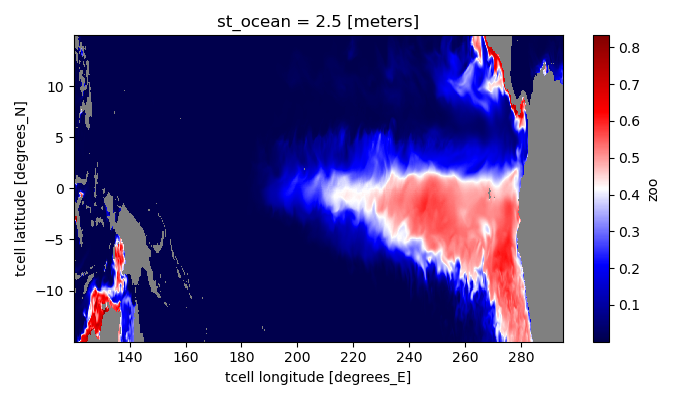 st_ocean = 2.5 [meters]
tcell latitude [degrees_N]
10
5
0
−5
−10
140 160 180 200 220 240 260 280
tcell longitude [degrees_E]
0.8
0.7
0.6
0.5
0.4
0.3
0.2
0.1
zoo